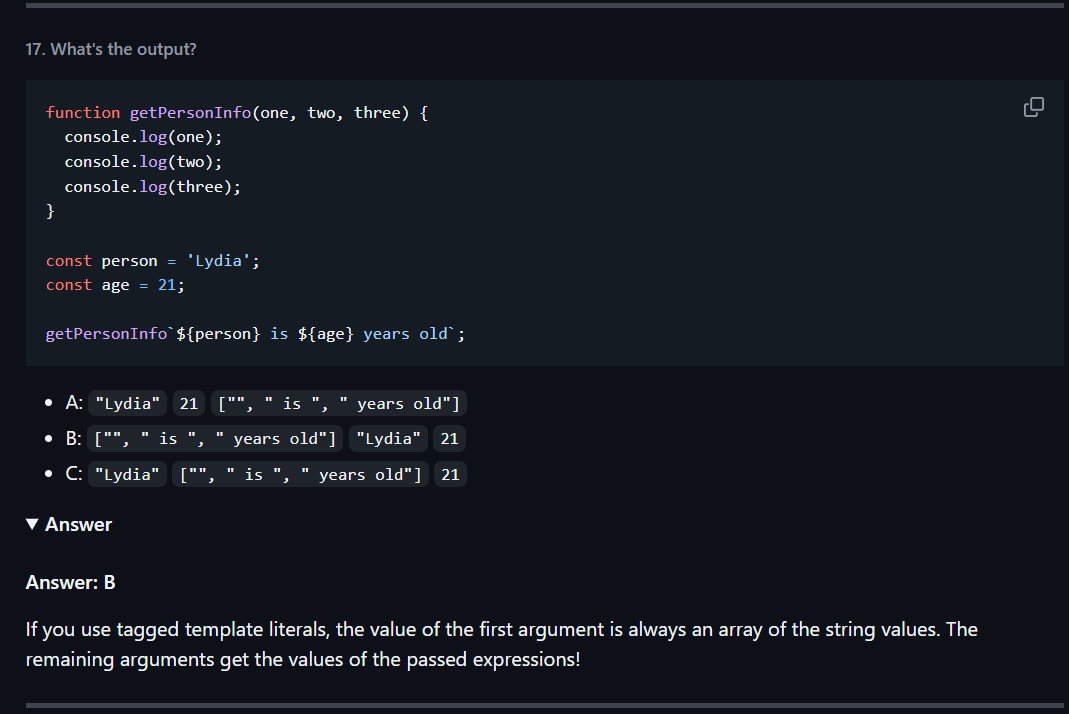 17. What's the output?
function getPersonInfo(one, two, three) {
  console.log(one);
  console.log(two);
  console.log(three);
}
const person = 'Lydia';
const age = 21;
getPersonInfo`${person} is ${age} years old`;
• A: "Lydia" 21 ["", " is ", " years old"]
• B: ["", " is ", " years old"] "Lydia" 21
• C: "Lydia" ["", " is ", " years old"] 21
▼ Answer
Answer: B
If you use tagged template literals, the value of the first argument is always an array of the string values. The
remaining arguments get the values of the passed expressions!